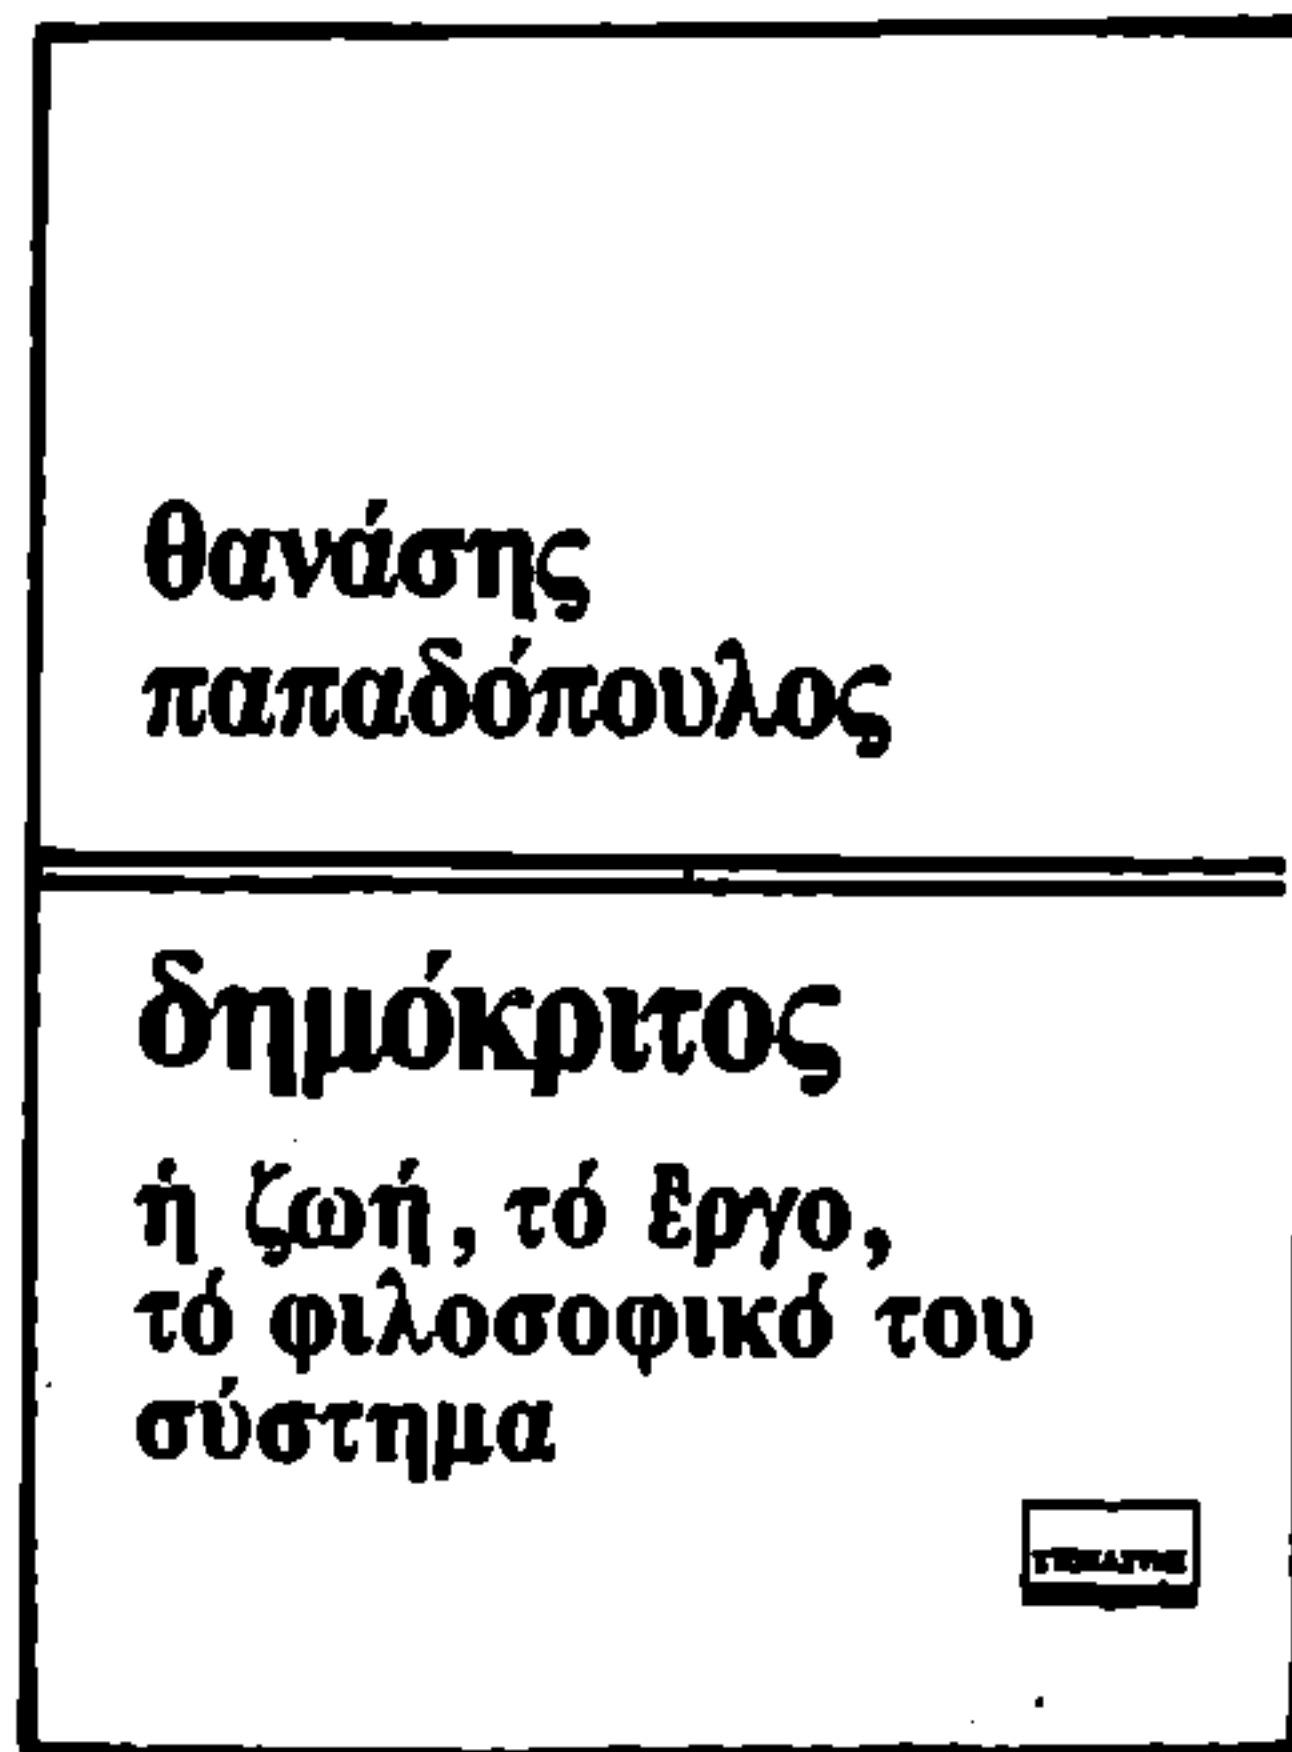 θανάσης
παπαδόπουλος
δημόκριτος
ἡ ζωή, τό ἔργο,
τό φιλοσοφικό του
σύστημα